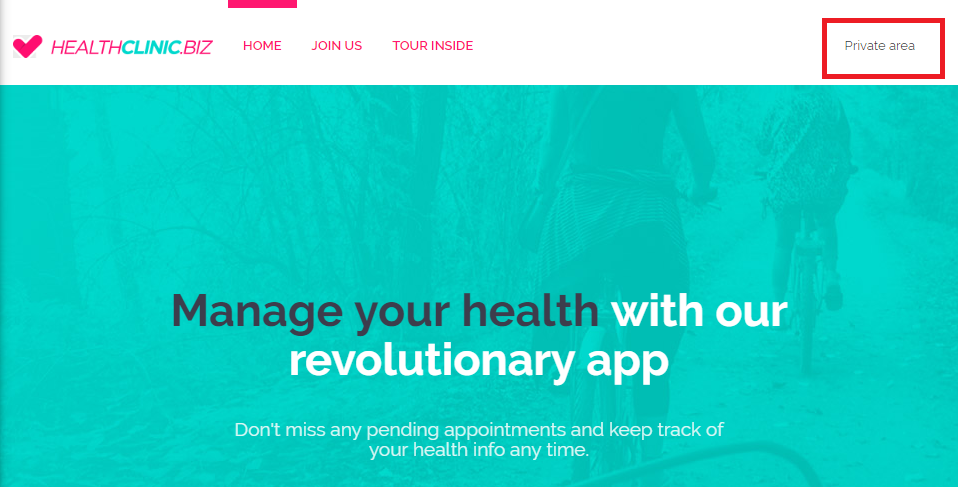 HEALTHCLINIC.BIZ HOME JOIN US TOUR INSIDE Private area
Manage your health with our
revolutionary app
Don't miss any pending appointments and keep track of
your health info any time.